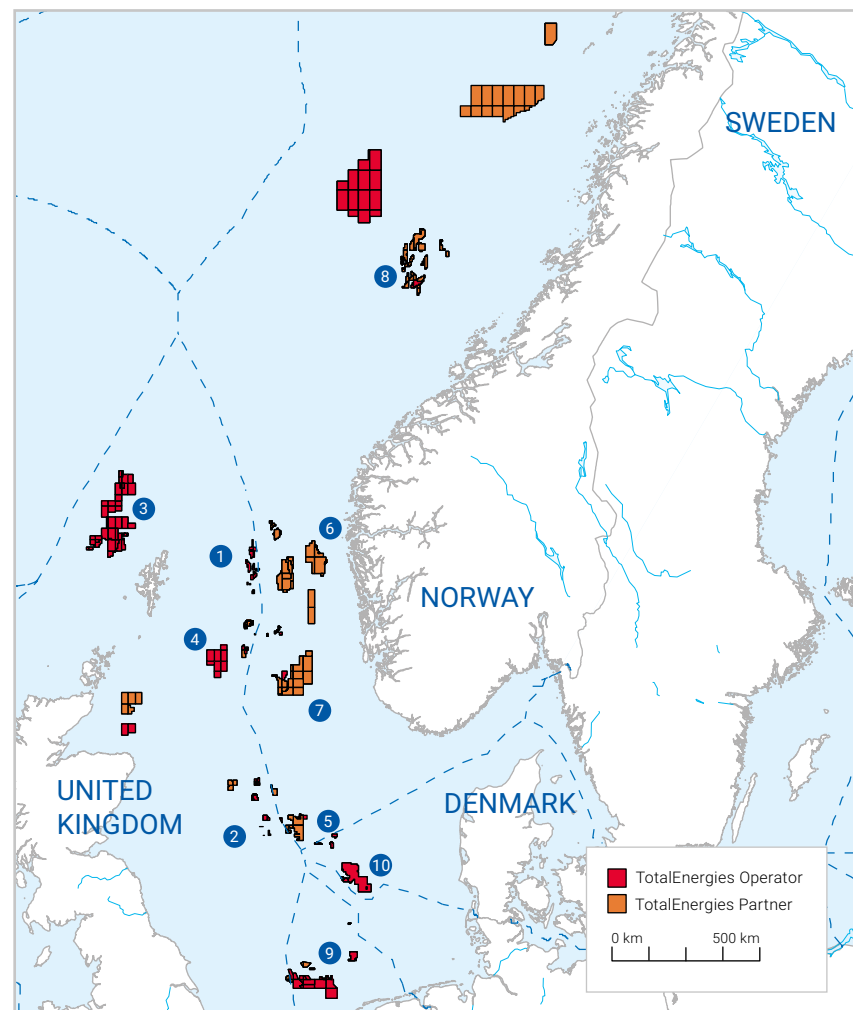 SWEDEN
8
3
1
6
NORWAY
4
7
UNITED
KINGDOM
DENMARK
2
5
10
9
TotalEnergies Operator
TotalEnergies Partner
0 km 500 km